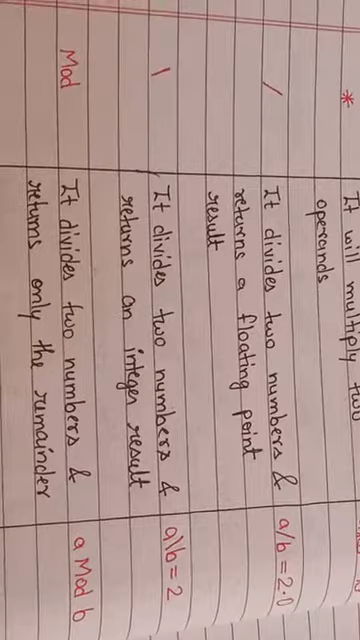 * It will multiply two
operands
/ It divides two numbers & a/b = 2.0
returns a floating point
result
\ It divides two numbers & a\b = 2
returns an integer result
Mod It divides two numbers & a Mod b
returns only the remainder